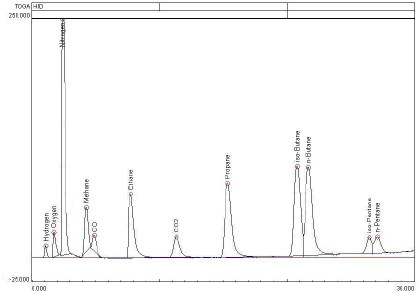 TOGA HID
250.000
Hydrogen
Oxygen
Nitrogen
Methane
CO
Ethane
CO2
Propane
iso-Butane
n-Butane
iso-Pentane
n-Pentane
-25.000
0.000 30.000